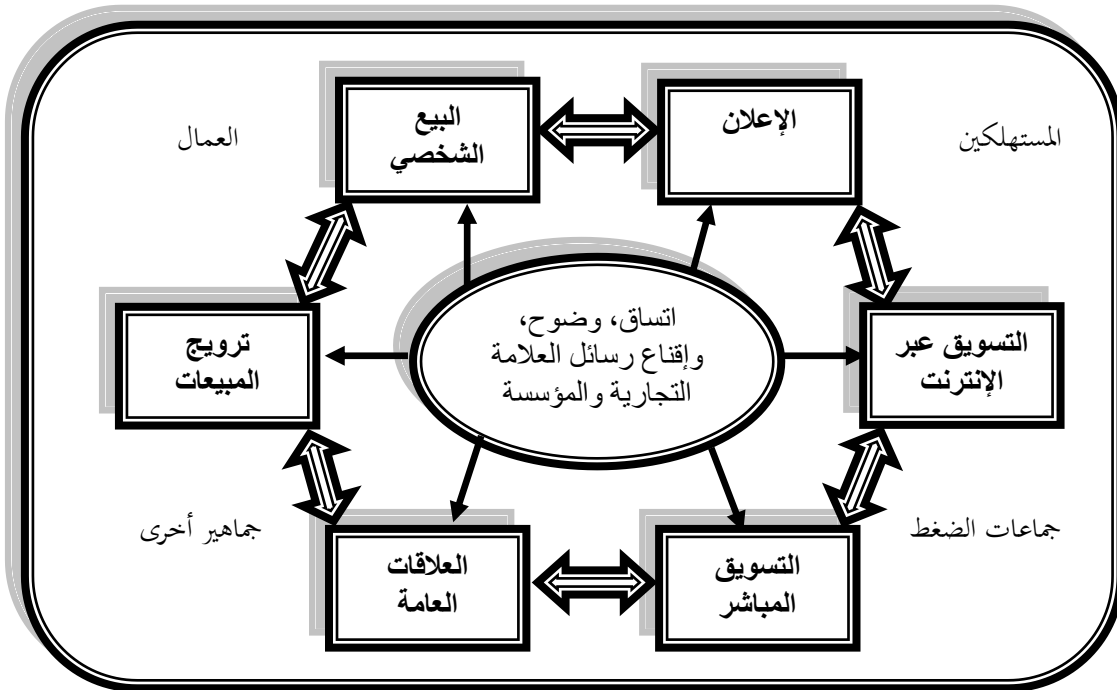 الإعلان
البيع
الشخصي
المستهلكين
العمال
اتساق، وضوح،
وإقناع رسائل العلامة
التجارية والمؤسسة
التسويق عبر
الإنترنت
ترويج
المبيعات
جماعات الضغط
جماهير أخرى
التسويق
المباشر
العلاقات
العامة